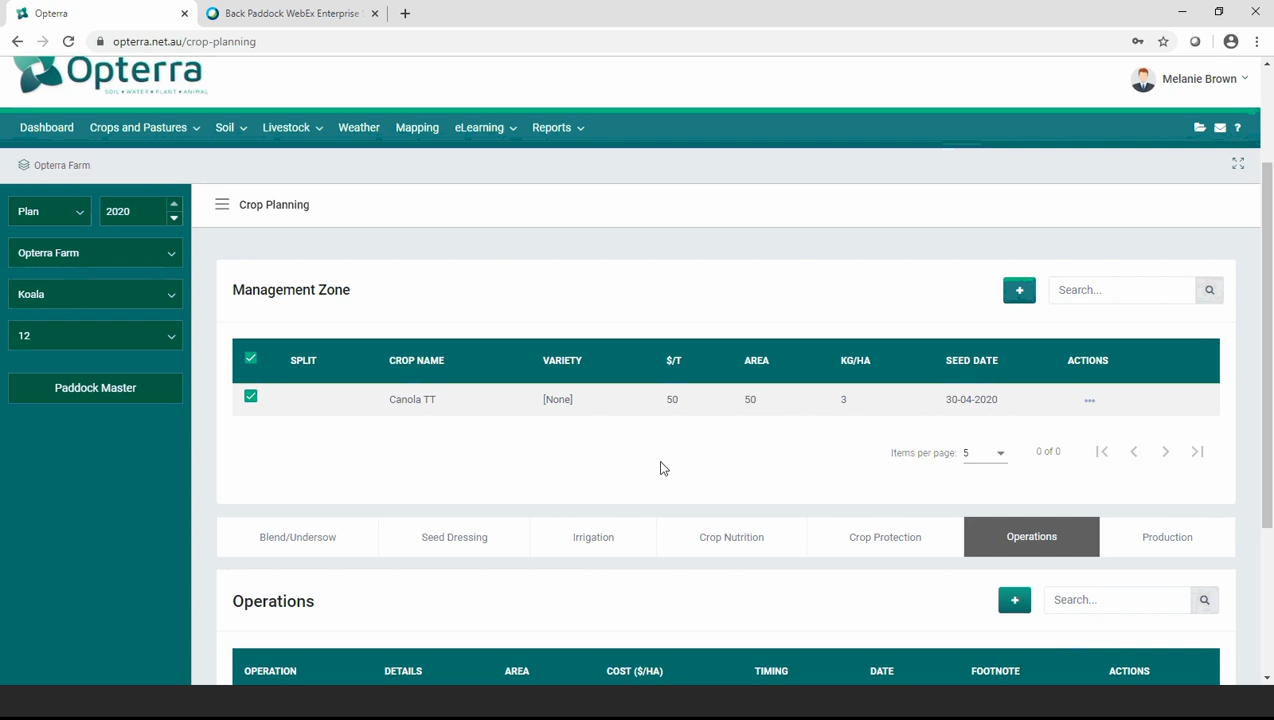 Opterra
Back Paddock WebEx Enterprise
opterra.net.au/crop-planning
Opterra
SOIL • WATER • PLANT • ANIMAL
Melanie Brown
Dashboard Crops and Pastures Soil Livestock Weather Mapping eLearning Reports ?
Opterra Farm
Plan 2020
Opterra Farm
Koala
12
Paddock Master
Crop Planning
Management Zone + Search...
SPLIT CROP NAME VARIETY $/T AREA KG/HA SEED DATE ACTIONS
Canola TT [None] 50 50 3 30-04-2020 •••
Items per page: 5 0 of 0
Blend/Undersow Seed Dressing Irrigation Crop Nutrition Crop Protection Operations Production
Operations + Search...
OPERATION DETAILS AREA COST ($/HA) TIMING DATE FOOTNOTE ACTIONS